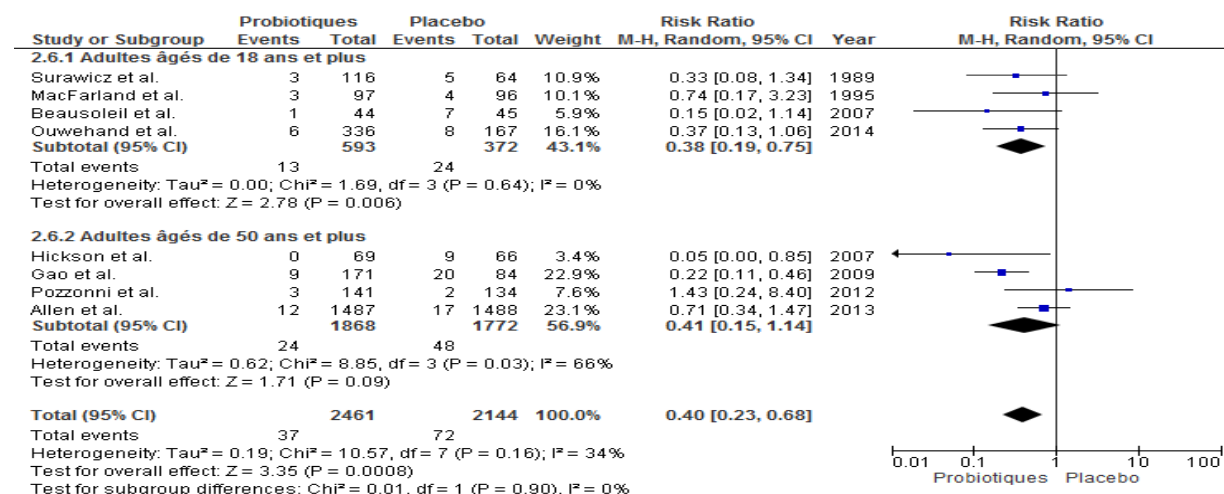 Probiotiques Placebo Risk Ratio Risk Ratio
Study or Subgroup Events Total Events Total Weight M-H, Random, 95% CI Year M-H, Random, 95% CI
2.6.1 Adultes âgés de 18 ans et plus
Surawicz et al. 3 116 5 64 10.9% 0.33 [0.08, 1.34] 1989
MacFarland et al. 3 97 4 96 10.1% 0.74 [0.17, 3.23] 1995
Beausoleil et al. 1 44 7 45 5.9% 0.15 [0.02, 1.14] 2007
Ouwehand et al. 6 336 8 167 16.1% 0.37 [0.13, 1.06] 2014
Subtotal (95% CI) 593 372 43.1% 0.38 [0.19, 0.75]
Total events 13 24
Heterogeneity: Tau² = 0.00; Chi² = 1.69, df = 3 (P = 0.64); I² = 0%
Test for overall effect: Z = 2.78 (P = 0.006)
2.6.2 Adultes âgés de 50 ans et plus
Hickson et al. 0 69 9 66 3.4% 0.05 [0.00, 0.85] 2007
Gao et al. 9 171 20 84 22.9% 0.22 [0.11, 0.46] 2009
Pozzonni et al. 3 141 2 134 7.6% 1.43 [0.24, 8.40] 2012
Allen et al. 12 1487 17 1488 23.1% 0.71 [0.34, 1.47] 2013
Subtotal (95% CI) 1868 1772 56.9% 0.41 [0.15, 1.14]
Total events 24 48
Heterogeneity: Tau² = 0.62; Chi² = 8.85, df = 3 (P = 0.03); I² = 66%
Test for overall effect: Z = 1.71 (P = 0.09)
Total (95% CI) 2461 2144 100.0% 0.40 [0.23, 0.68]
Total events 37 72
Heterogeneity: Tau² = 0.19; Chi² = 10.57, df = 7 (P = 0.16); I² = 34%
Test for overall effect: Z = 3.35 (P = 0.0008)
Test for subgroup differences: Chi² = 0.01, df = 1 (P = 0.90), I² = 0%
0.01 0.1 1 10 100
Probiotiques Placebo